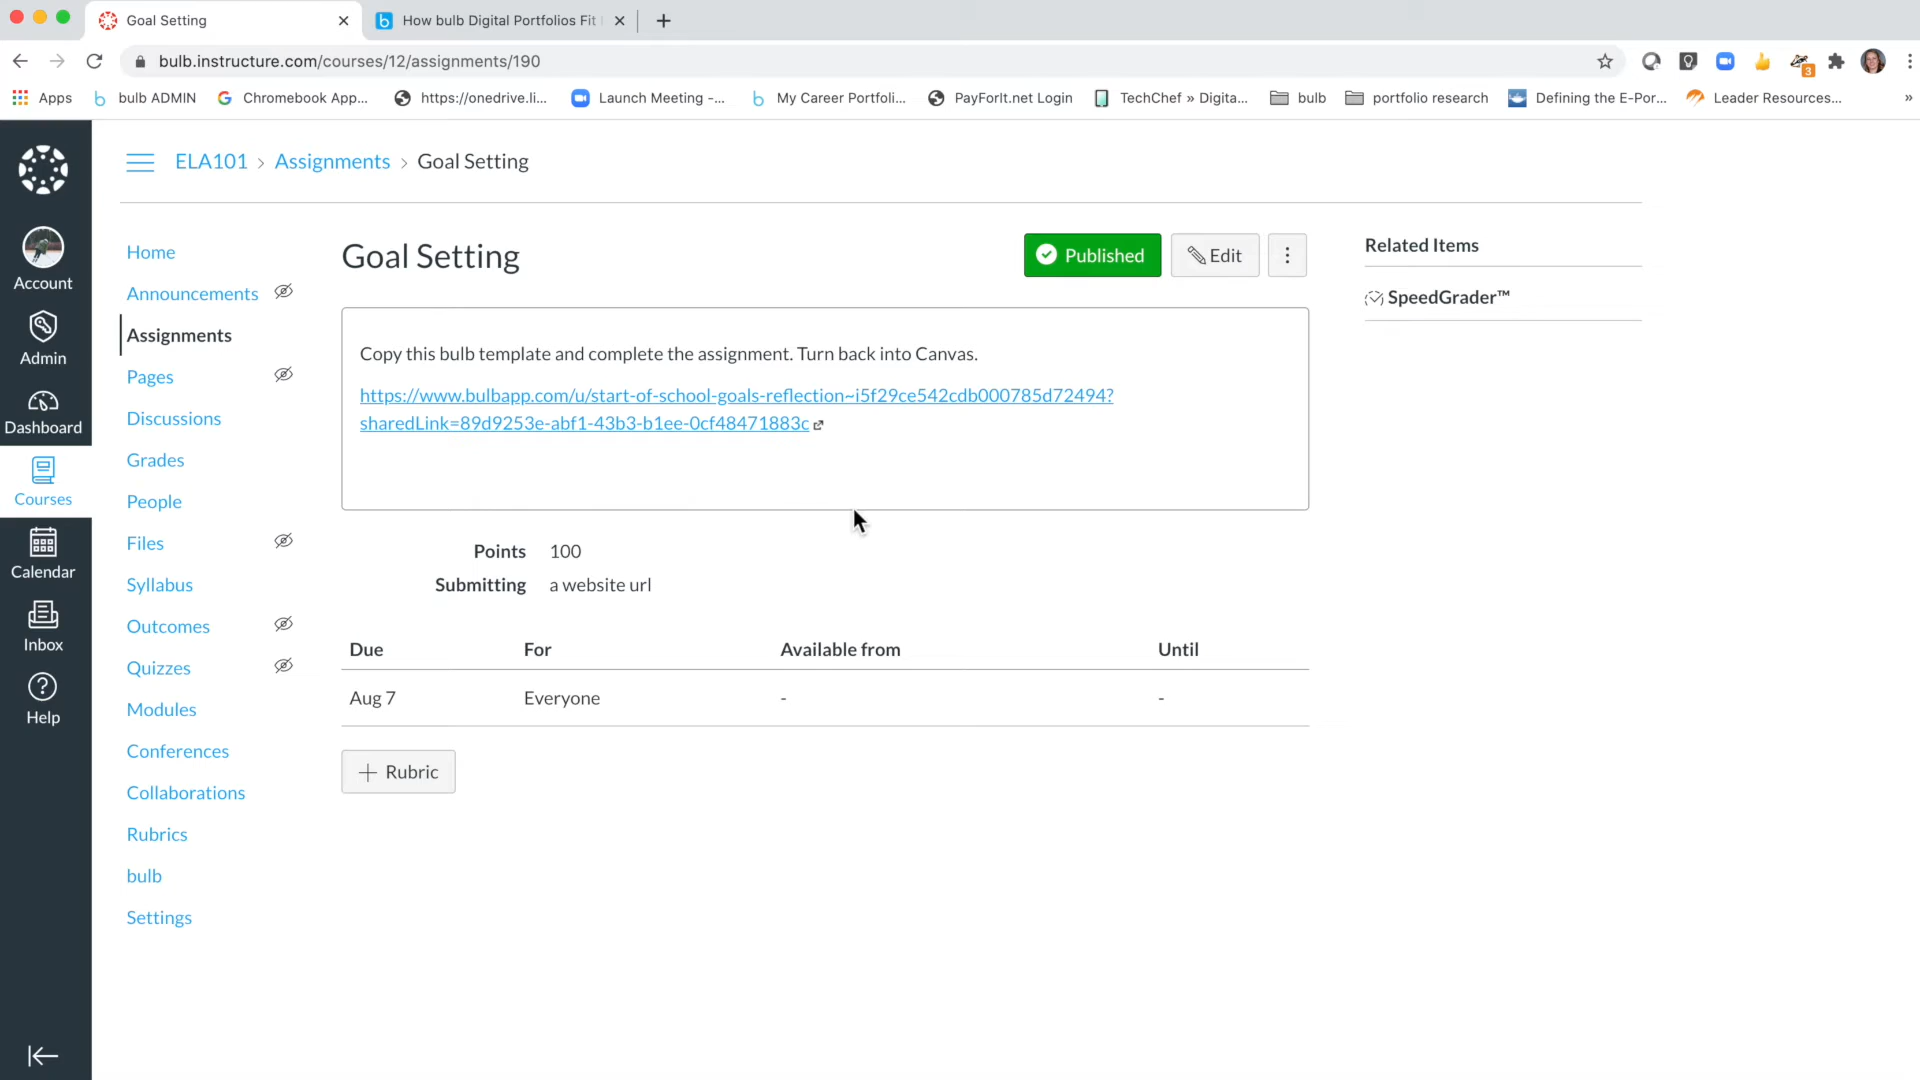 Goal Setting
How bulb Digital Portfolios Fit
bulb.instructure.com/courses/12/assignments/190
3
Apps
bulb ADMIN
Chromebook App...
https://onedrive.li...
Launch Meeting -...
My Career Portfoli...
PayForIt.net Login
TechChef » Digita...
bulb
portfolio research
Defining the E-Por...
Leader Resources...
»
ELA101 › Assignments › Goal Setting
Account
Admin
Dashboard
Courses
Calendar
Inbox
Help
Home
Announcements
Assignments
Pages
Discussions
Grades
People
Files
Syllabus
Outcomes
Quizzes
Modules
Conferences
Collaborations
Rubrics
bulb
Settings
Goal Setting
Published
Edit
Copy this bulb template and complete the assignment. Turn back into Canvas.
https://www.bulbapp.com/u/start-of-school-goals-reflection~i5f29ce542cdb000785d72494?
sharedLink=89d9253e-abf1-43b3-b1ee-0cf48471883c
Points 100
Submitting a website url
Due For Available from Until
Aug 7 Everyone - -
+ Rubric
Related Items
SpeedGrader™